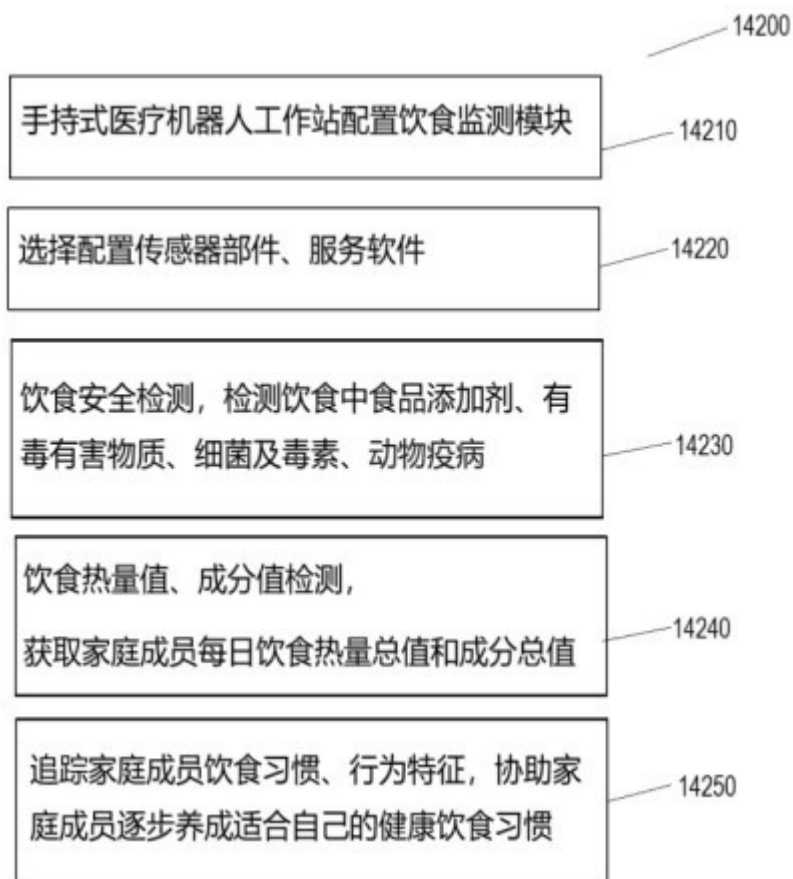 14200
手持式医疗机器人工作站配置饮食监测模块
14210
选择配置传感器部件、服务软件
14220
饮食安全检测，检测饮食中食品添加剂、有
毒有害物质、细菌及毒素、动物疫病
14230
饮食热量值、成分值检测，
获取家庭成员每日饮食热量总值和成分总值
14240
追踪家庭成员饮食习惯、行为特征，协助家
庭成员逐步养成适合自己的健康饮食习惯
14250